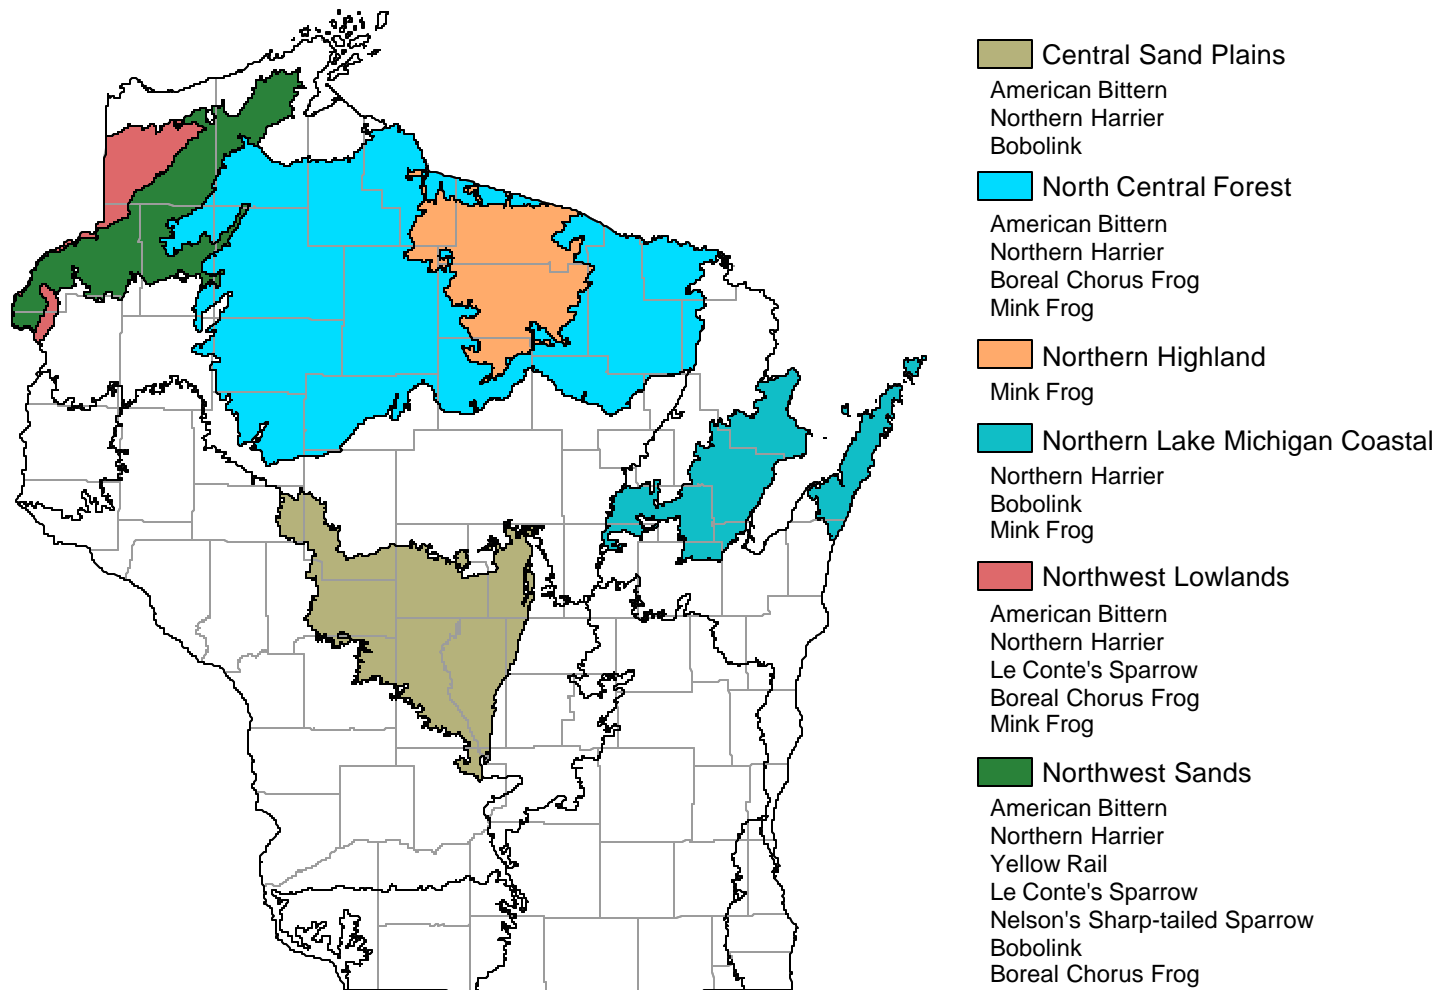 Central Sand Plains
American Bittern
Northern Harrier
Bobolink
North Central Forest
American Bittern
Northern Harrier
Boreal Chorus Frog
Mink Frog
Northern Highland
Mink Frog
Northern Lake Michigan Coastal
Northern Harrier
Bobolink
Mink Frog
Northwest Lowlands
American Bittern
Northern Harrier
Le Conte's Sparrow
Boreal Chorus Frog
Mink Frog
Northwest Sands
American Bittern
Northern Harrier
Yellow Rail
Le Conte's Sparrow
Nelson's Sharp-tailed Sparrow
Bobolink
Boreal Chorus Frog